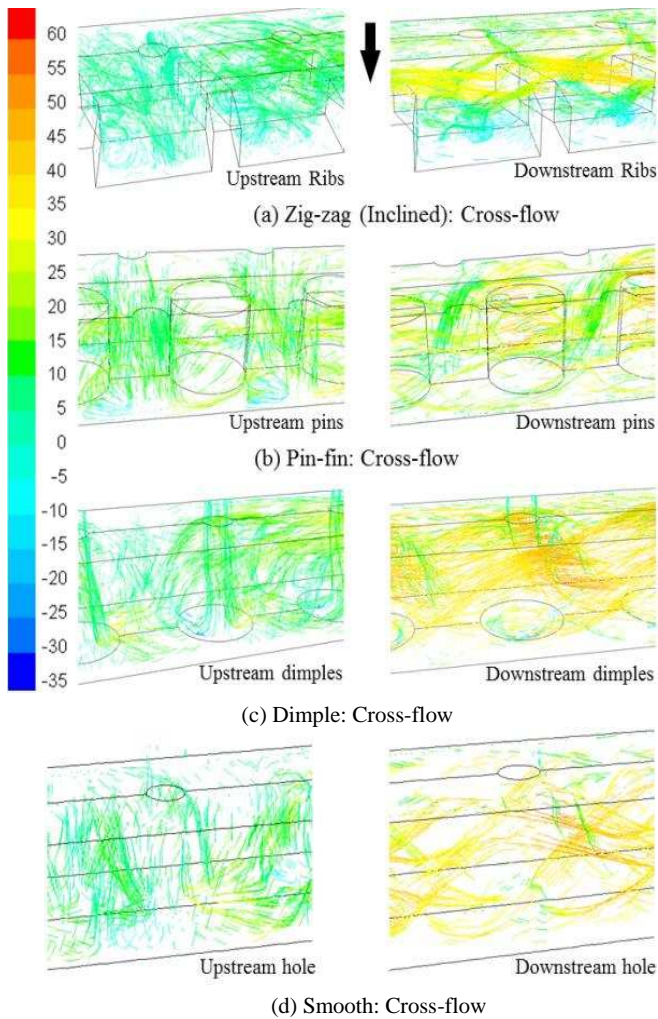 60
55
50
45
40
35
30
25
20
15
10
5
0
-5
-10
-15
-20
-25
-30
-35
Upstream Ribs
Downstream Ribs
(a) Zig-zag (Inclined): Cross-flow
Upstream pins
Downstream pins
(b) Pin-fin: Cross-flow
Upstream dimples
Downstream dimples
(c) Dimple: Cross-flow
Upstream hole
Downstream hole
(d) Smooth: Cross-flow